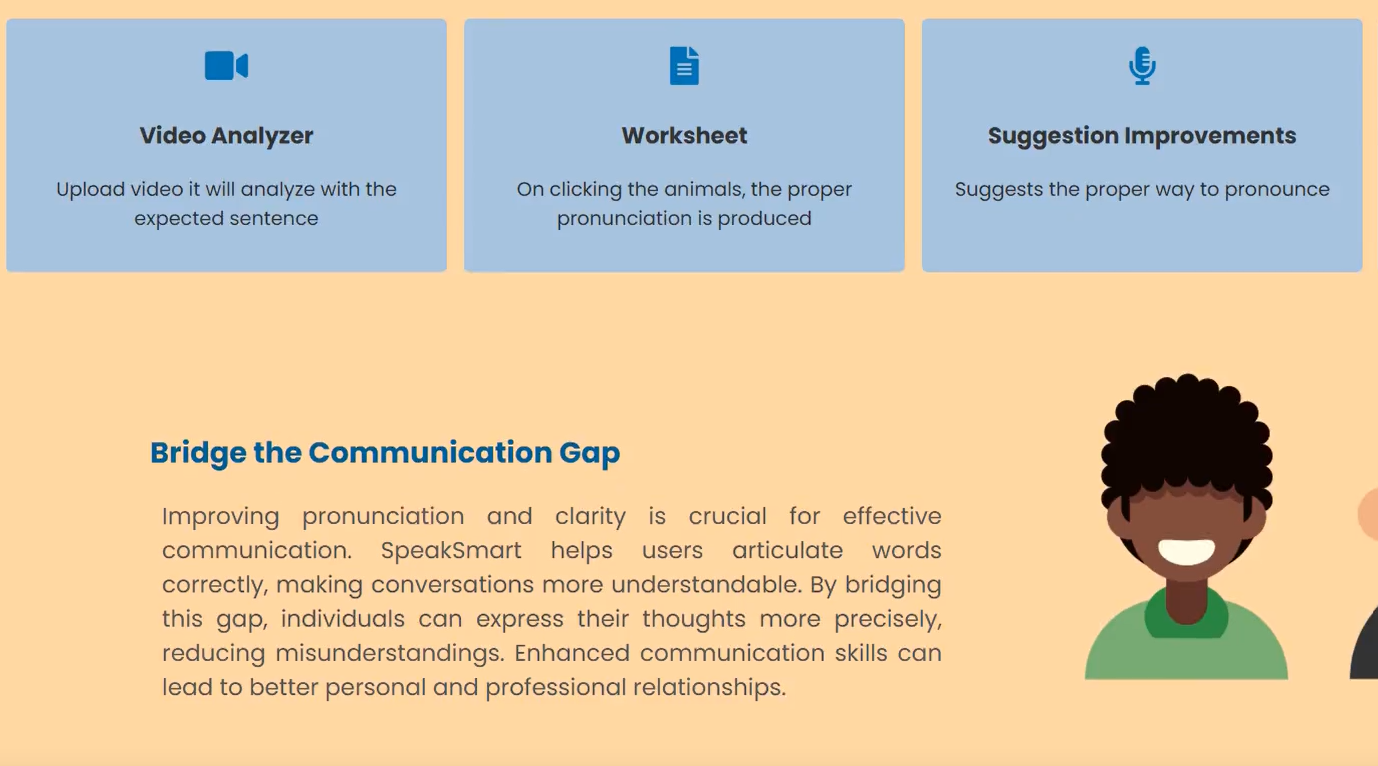 Video Analyzer
Upload video it will analyze with the
expected sentence
Worksheet
On clicking the animals, the proper
pronunciation is produced
Suggestion Improvements
Suggests the proper way to pronounce
Bridge the Communication Gap
Improving pronunciation and clarity is crucial for effective
communication. SpeakSmart helps users articulate words
correctly, making conversations more understandable. By bridging
this gap, individuals can express their thoughts more precisely,
reducing misunderstandings. Enhanced communication skills can
lead to better personal and professional relationships.